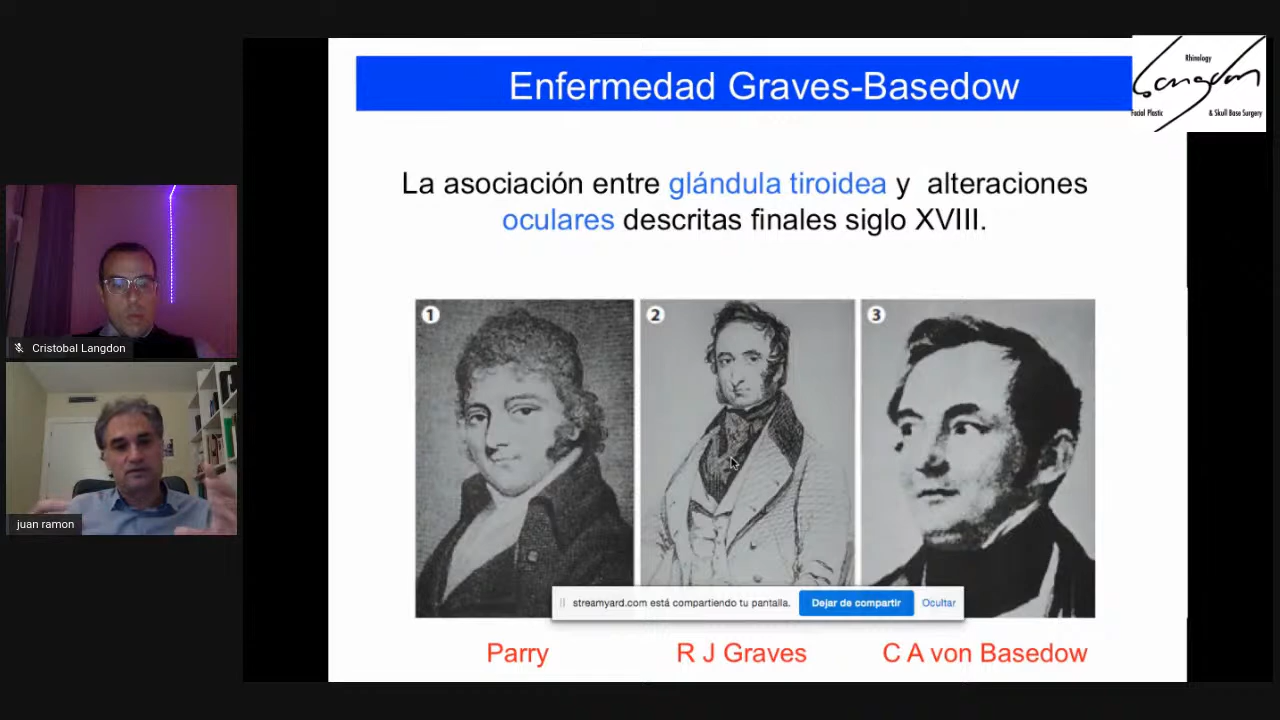 Enfermedad Graves-Basedow
Rhinology
Langdon
Facial Plastic
& Skull Base Surgery
La asociación entre glándula tiroidea y alteraciones
oculares descritas finales siglo XVIII.
1
2
3
Cristobal Langdon
juan ramon
streamyard.com está compartiendo tu pantalla.
Dejar de compartir
Ocultar
Parry
R J Graves
C A von Basedow